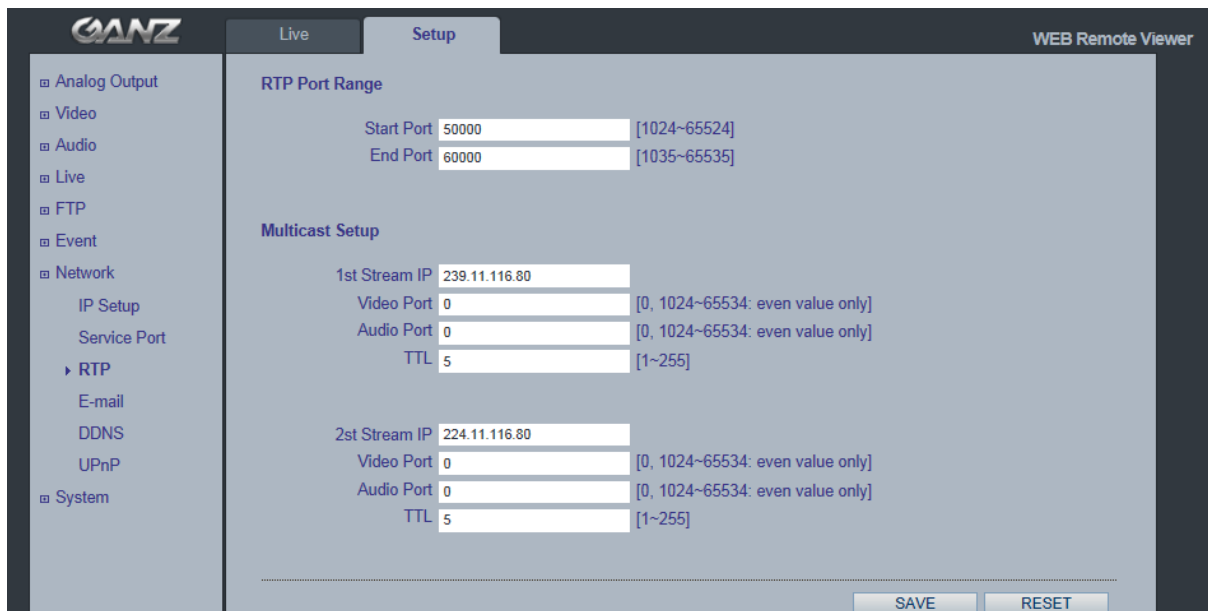 GANZ
Live
Setup
WEB Remote Viewer
Analog Output
Video
Audio
Live
FTP
Event
Network
IP Setup
Service Port
RTP
E-mail
DDNS
UPnP
System
RTP Port Range
Start Port 50000 [1024~65524]
End Port 60000 [1035~65535]
Multicast Setup
1st Stream IP 239.11.116.80
Video Port 0 [0, 1024~65534: even value only]
Audio Port 0 [0, 1024~65534: even value only]
TTL 5 [1~255]
2st Stream IP 224.11.116.80
Video Port 0 [0, 1024~65534: even value only]
Audio Port 0 [0, 1024~65534: even value only]
TTL 5 [1~255]
SAVE RESET